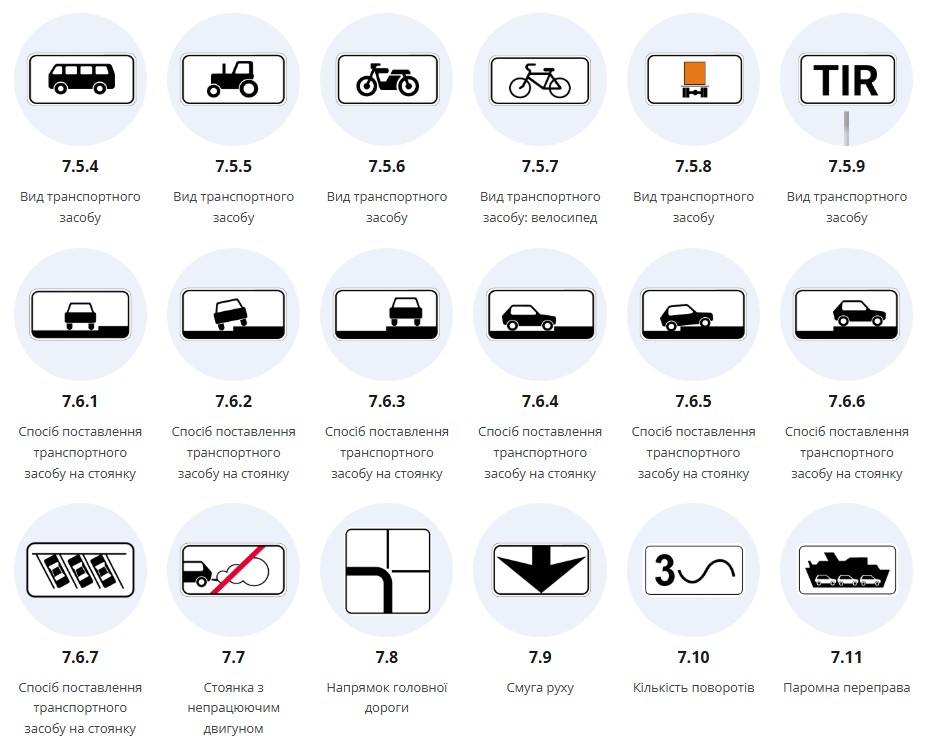 TIR
7.5.4
Вид транспортного
засобу
7.5.5
Вид транспортного
засобу
7.5.6
Вид транспортного
засобу
7.5.7
Вид транспортного
засобу: велосипед
7.5.8
Вид транспортного
засобу
7.5.9
Вид транспортного
засобу
7.6.1
Спосіб поставлення
транспортного
засобу на стоянку
7.6.2
Спосіб поставлення
транспортного
засобу на стоянку
7.6.3
Спосіб поставлення
транспортного
засобу на стоянку
7.6.4
Спосіб поставлення
транспортного
засобу на стоянку
7.6.5
Спосіб поставлення
транспортного
засобу на стоянку
7.6.6
Спосіб поставлення
транспортного
засобу на стоянку
3
7.6.7
Спосіб поставлення
транспортного
засобу на стоянку
7.7
Стоянка з
непрацюючим
двигуном
7.8
Напрямок головної
дороги
7.9
Смуга руху
7.10
Кількість поворотів
7.11
Паромна переправа